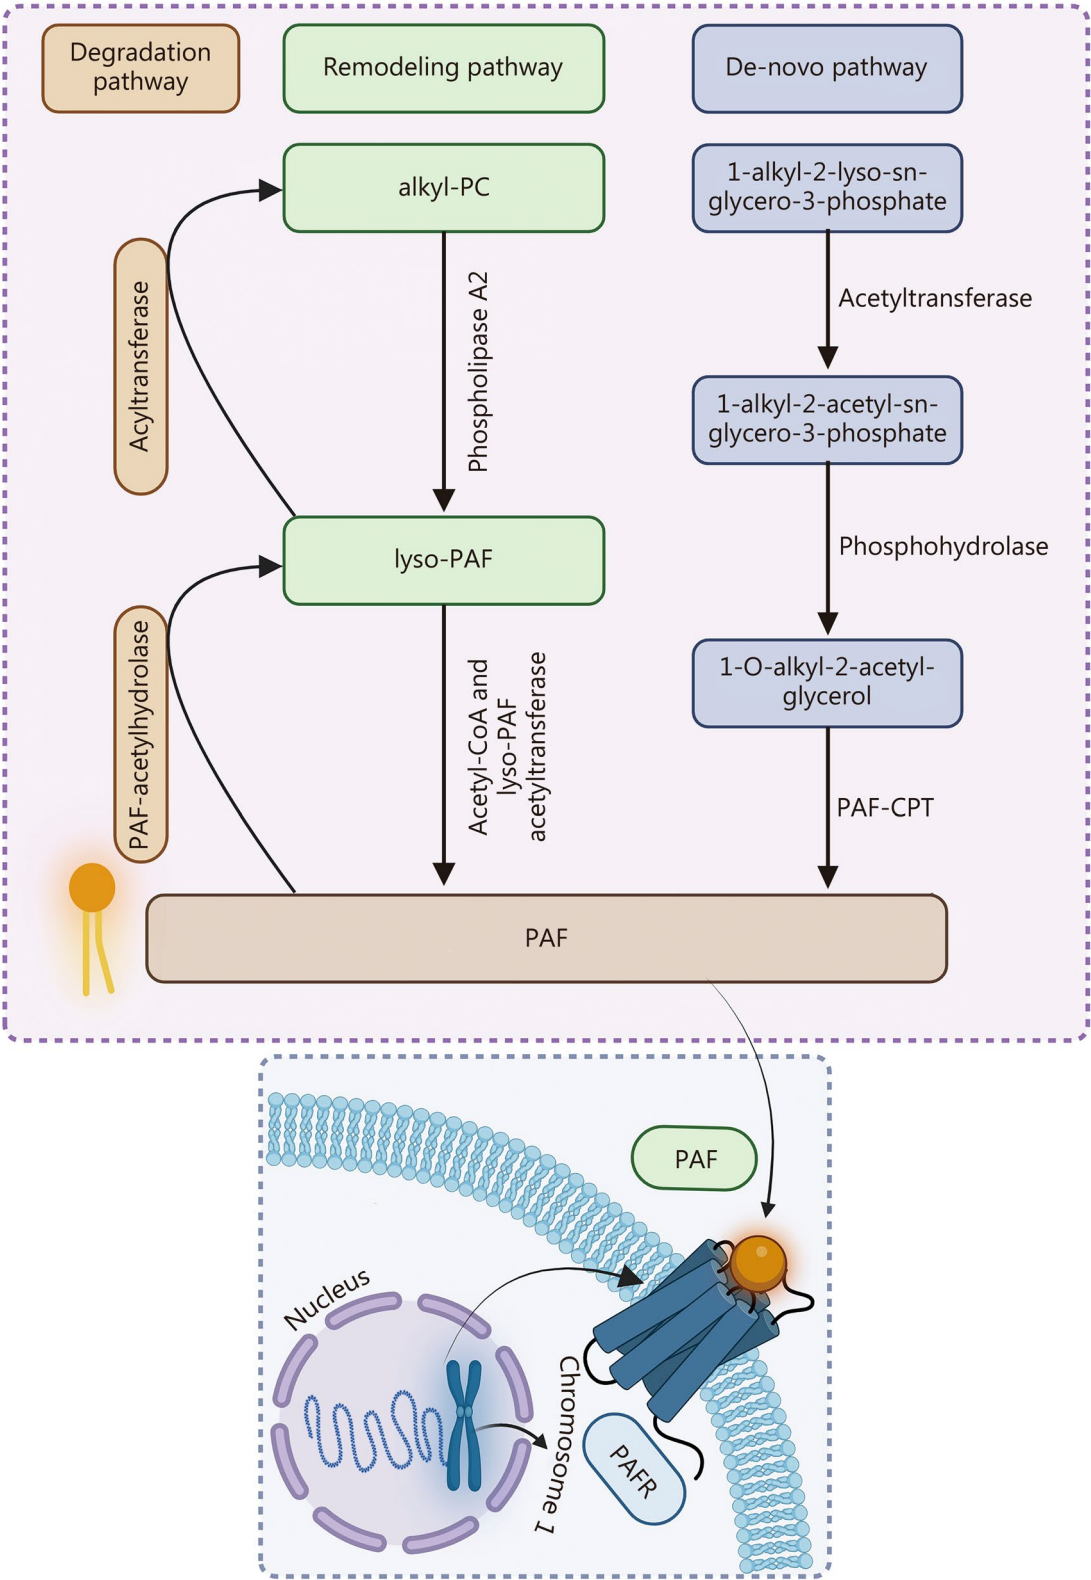 Degradation
pathway
Remodeling pathway
De-novo pathway
alkyl-PC
1-alkyl-2-lyso-sn-
glycero-3-phosphate
Acyltransferase
Phospholipase A2
Acetyltransferase
1-alkyl-2-acetyl-sn-
glycero-3-phosphate
lyso-PAF
Phosphohydrolase
PAF-acetylhydrolase
Acetyl-CoA and
lyso-PAF
acetyltransferase
1-O-alkyl-2-acetyl-
glycerol
PAF-CPT
PAF
PAF
Nucleus
Chromosome 1
PAFR